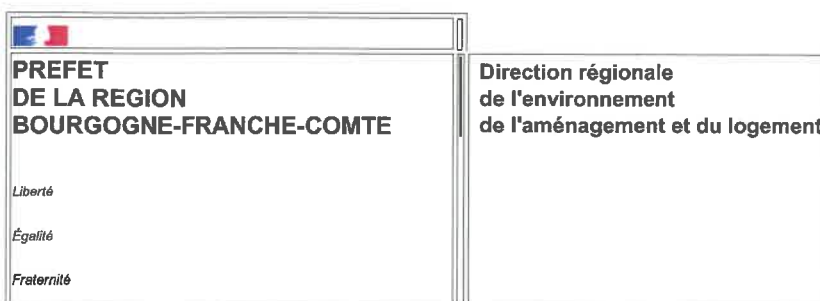 PREFET
DE LA REGION
BOURGOGNE-FRANCHE-COMTE
Liberté
Égalité
Fraternité
Direction régionale
de l'environnement
de l'aménagement et du logement